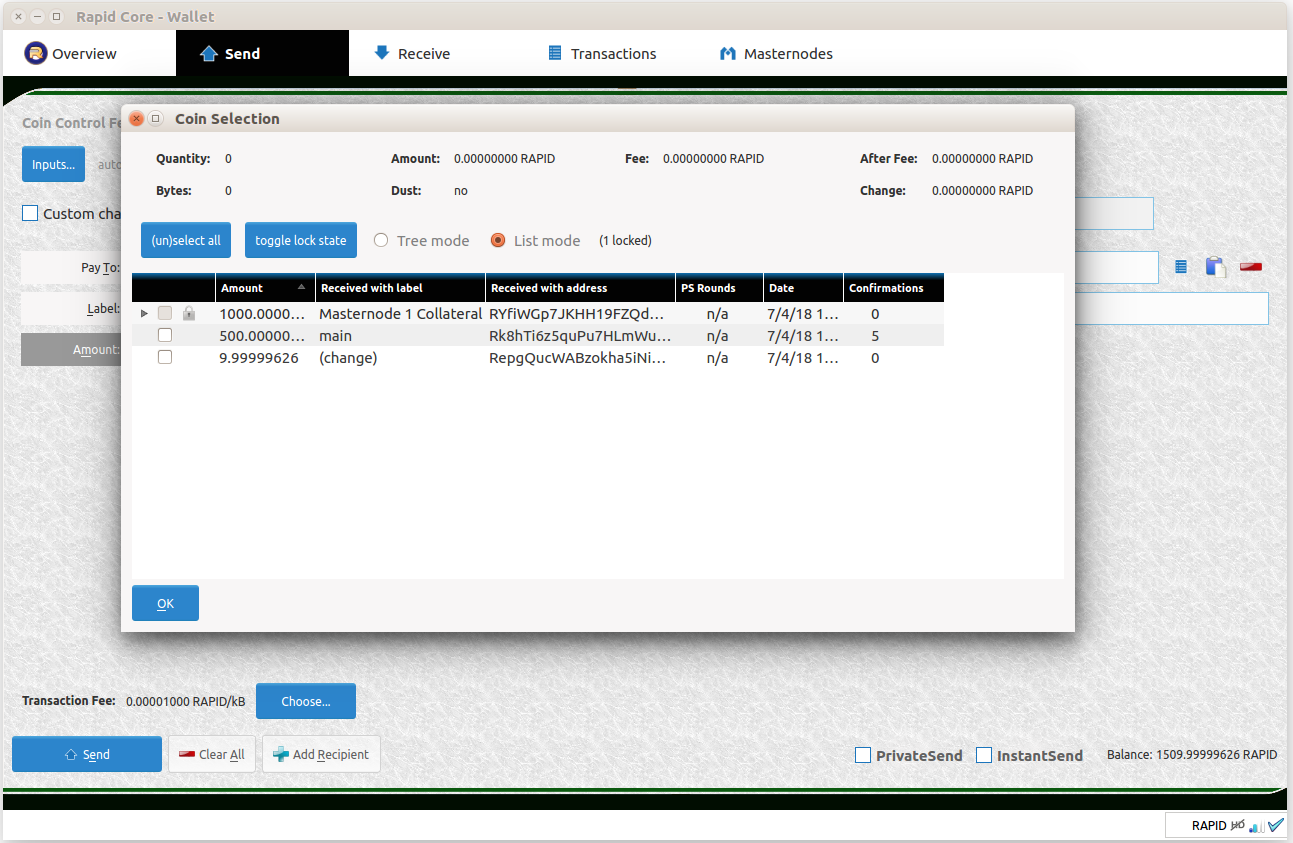 Rapid Core - Wallet
Overview Send Receive Transactions Masternodes
Coin Control Fe
Coin Selection
Quantity: 0 Amount: 0.00000000 RAPID Fee: 0.00000000 RAPID After Fee: 0.00000000 RAPID
Inputs... auto
Bytes: 0 Dust: no Change: 0.00000000 RAPID
Custom cha
(un)select all toggle lock state Tree mode List mode (1 locked)
Pay To:
Amount Received with label Received with address PS Rounds Date Confirmations
Label:
1000.0000... Masternode 1 Collateral RYfiWGp7JKHH19FZQd... n/a 7/4/18 1... 0
500.00000... main Rk8hTi6z5quPu7HLmWu... n/a 7/4/18 1... 5
Amount:
9.99999626 (change) RepgQucWABzokha5iNi... n/a 7/4/18 1... 0
OK
Transaction Fee: 0.00001000 RAPID/kB Choose...
Send Clear All Add Recipient PrivateSend InstantSend Balance: 1509.99999626 RAPID
RAPID HD